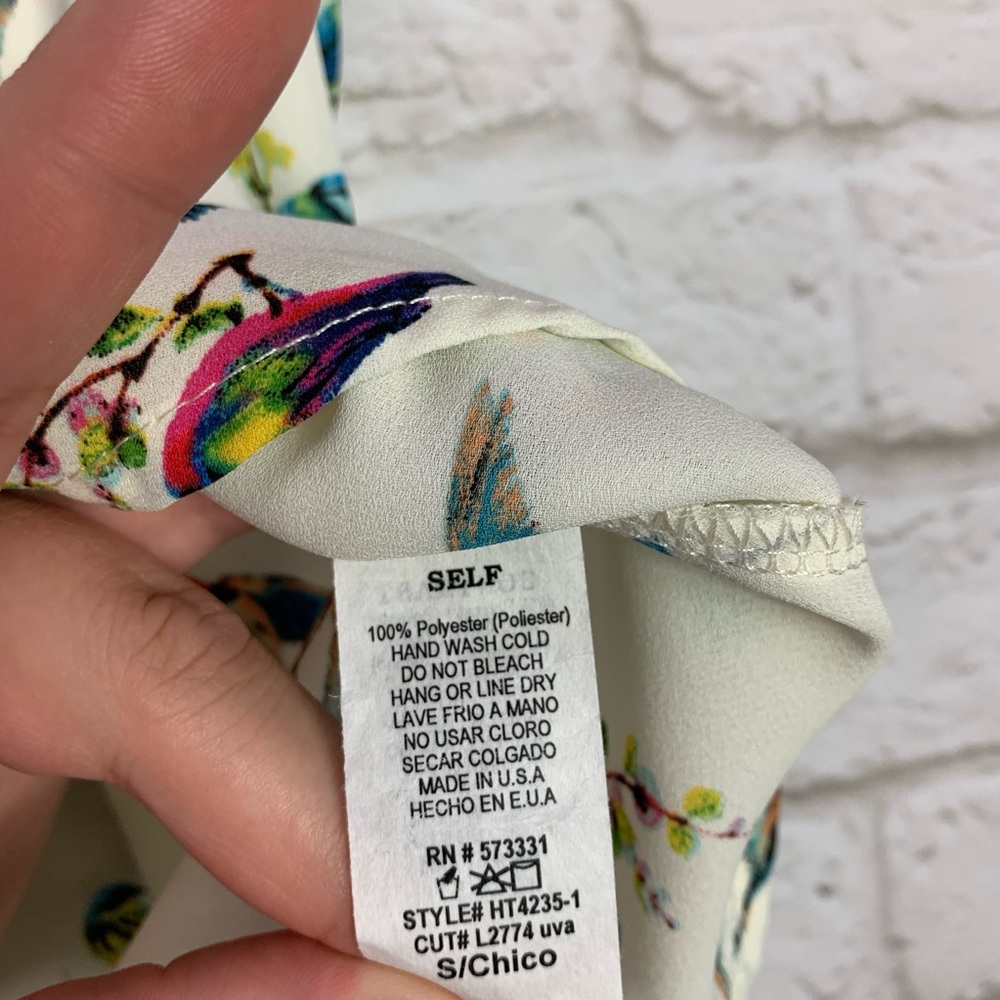 SELF
100% Polyester (Poliester)
HAND WASH COLD
DO NOT BLEACH
HANG OR LINE DRY
LAVE FRIO A MANO
NO USAR CLORO
SECAR COLGADO
MADE IN U.S.A
HECHO EN E.U.A
RN # 573331
STYLE# HT4235-1
CUT# L2774 uva
S/Chico